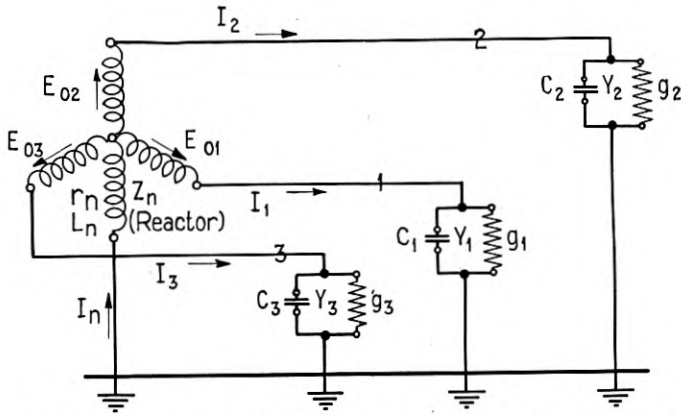 I2
2
E02
C2 Y2 g2
E03
E01
rn Zn
Ln (Reactor)
1
I1
C1 Y1 g1
3
I3
In
C3 Y3 g3